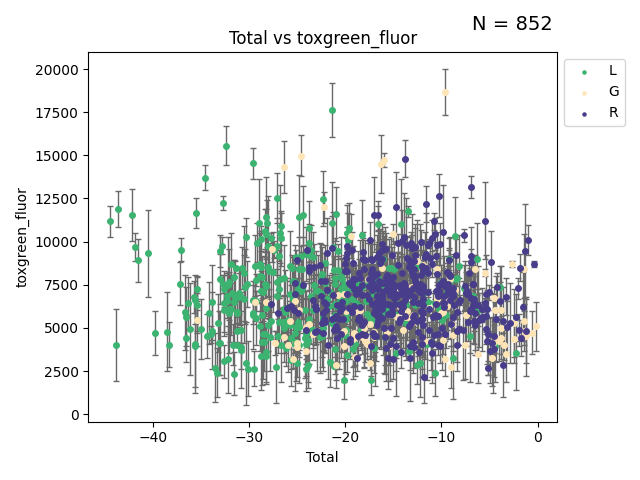 N = 852
Total vs toxgreen_fluor
20000
17500
15000
12500
10000
7500
5000
2500
0
toxgreen_fluor
−40
−30
−20
−10
0
Total
L
G
R